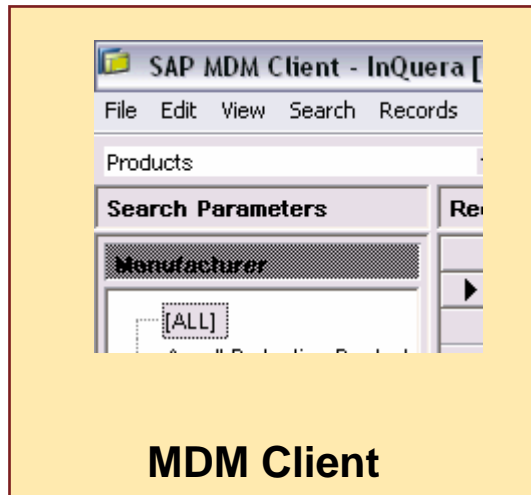 SAP MDM Client - InQuera [
File Edit View Search Records
Products
Search Parameters Re
Manufacturer
[ALL]
MDM Client